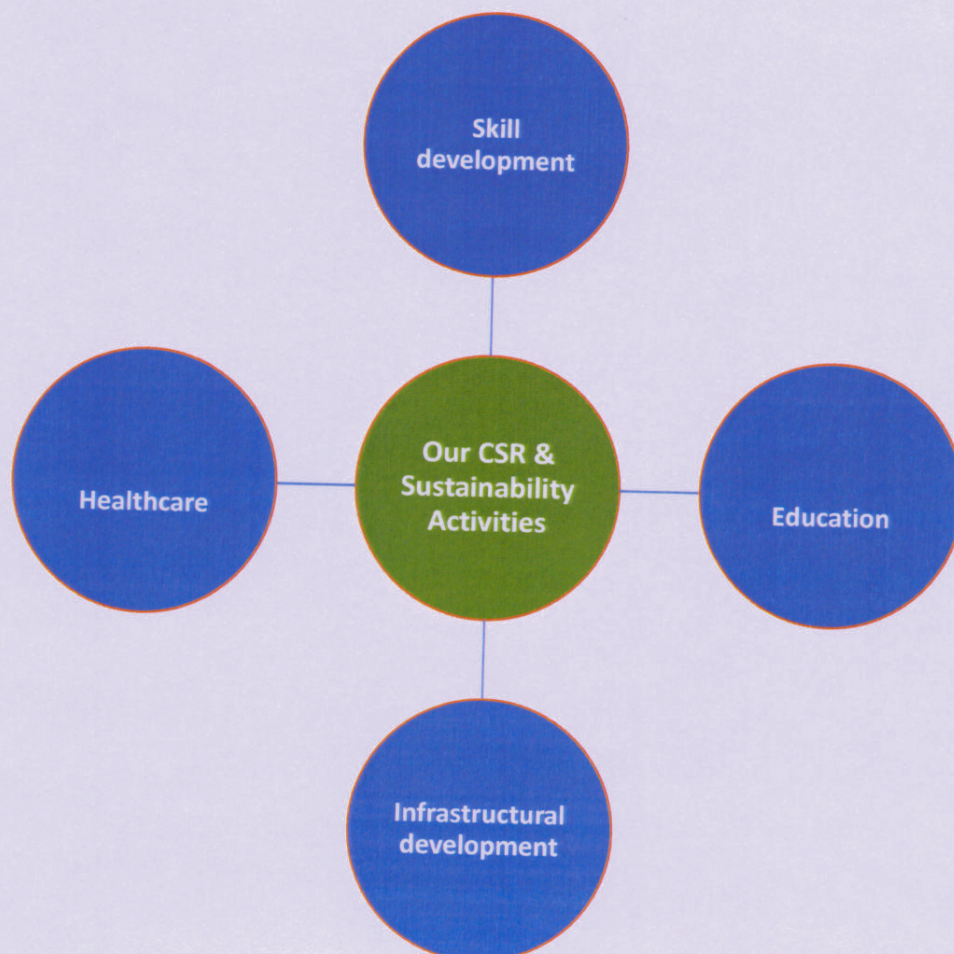 Skill
development
Our CSR &
Sustainability
Activities
Healthcare
Education
Infrastructural
development